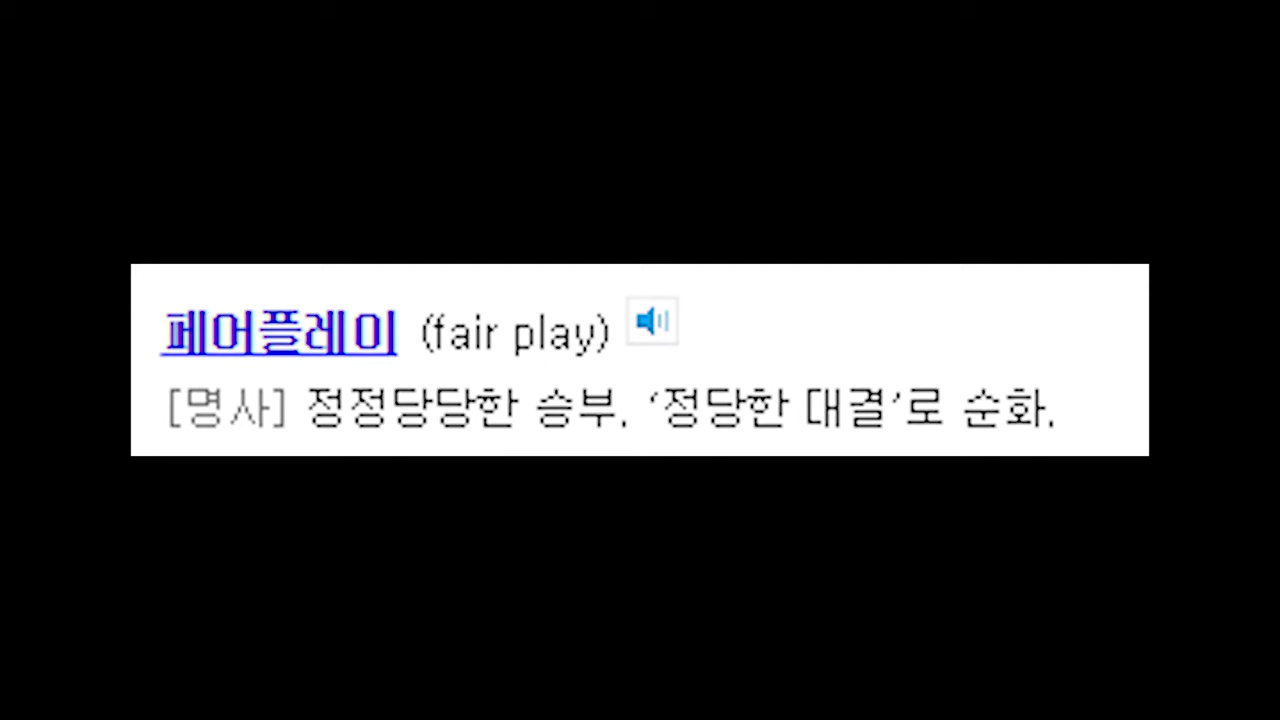 페어플레이 (fair play)
[명사] 정정당당한 승부. ‘정당한 대결’로 순화.